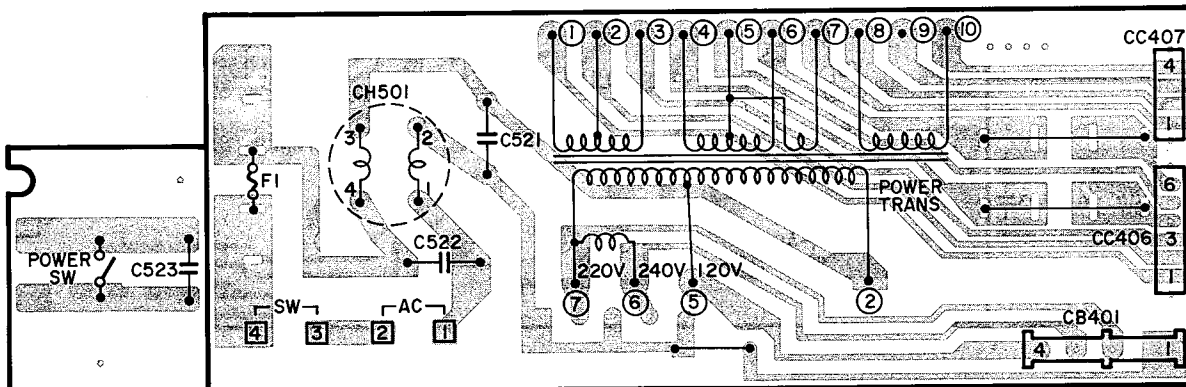 ① ② ③ ④ ⑤ ⑥ ⑦ ⑧ ⑨ ⑩
CC407
4
1
CH501
3 2
4 1
C521
F1
POWER
TRANS
6
CC406
3
1
POWER
SW
C523
C522
220V 240V 120V
⑦ ⑥ ⑤ ②
SW AC
4 3 2 1
CB401
4 1